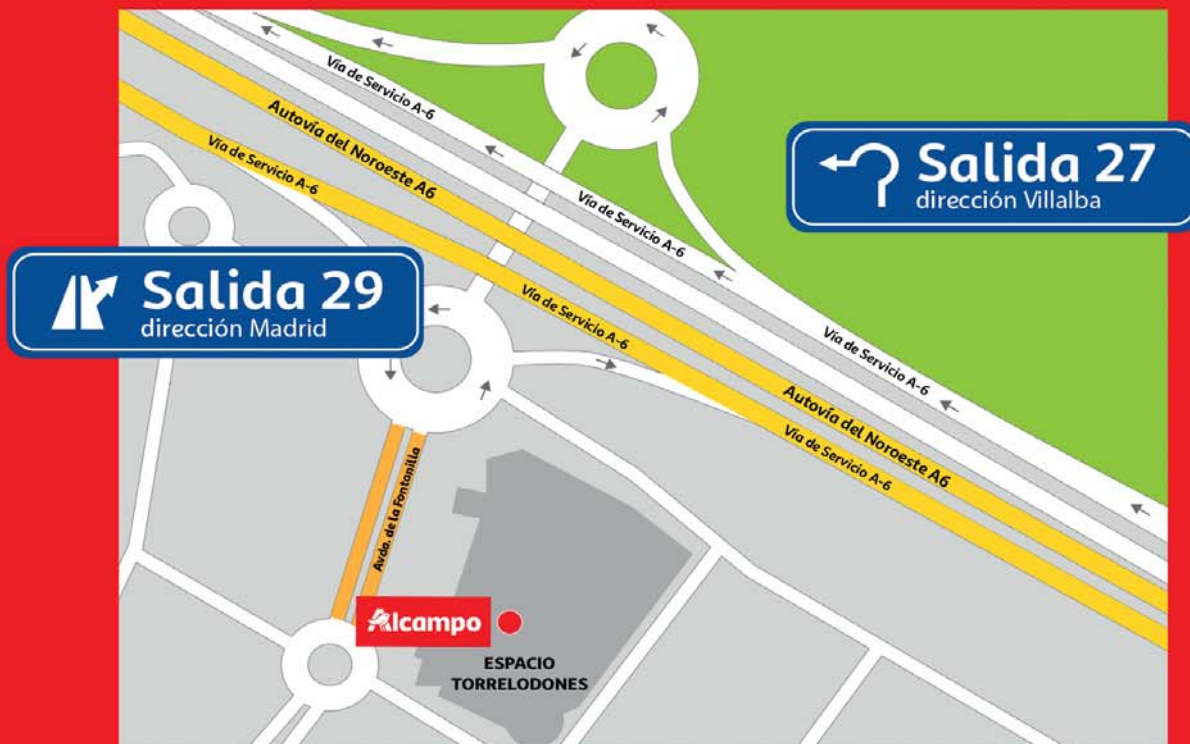 Vía de Servicio A-6
Autovía del Noroeste A6
Vía de Servicio A-6
Salida 27
dirección Villalba
Vía de Servicio A-6
Salida 29
dirección Madrid
Vía de Servicio A-6
Vía de Servicio A-6
Autovía del Noroeste A6
Vía de Servicio A-6
Avda. de la Fontanilla
Alcampo
ESPACIO
TORRELODONES